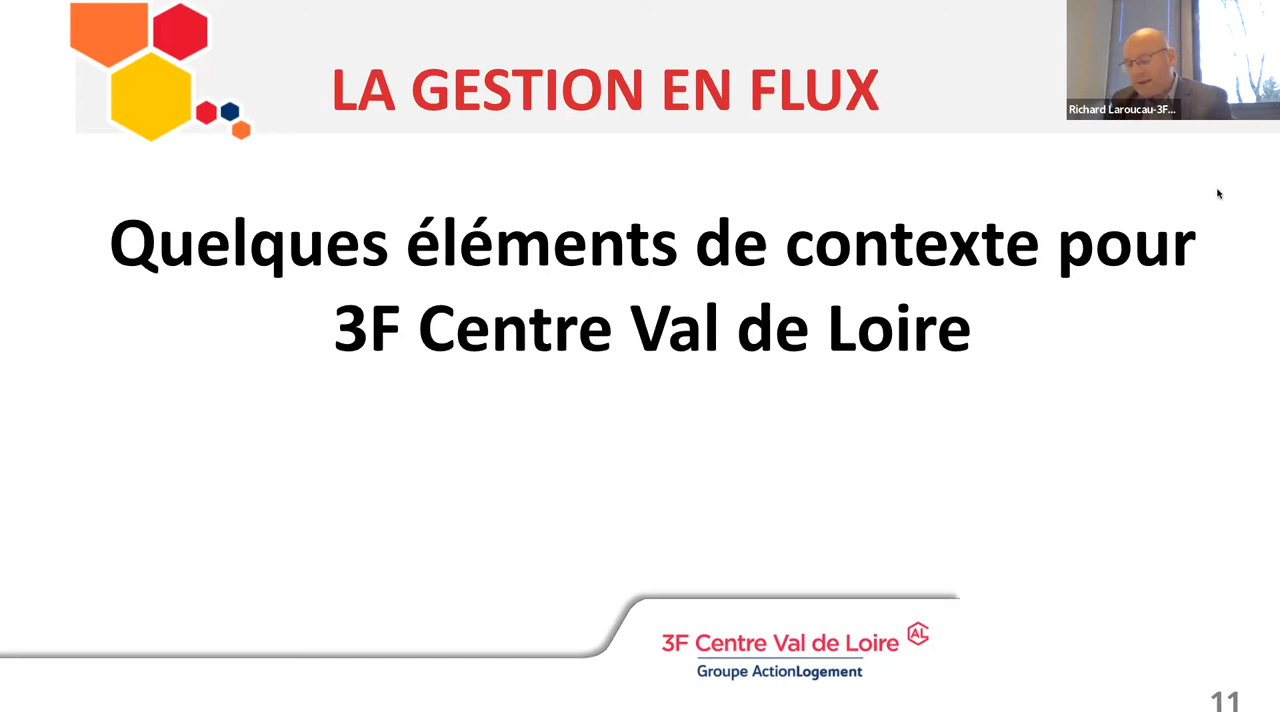 LA GESTION EN FLUX
Richard Laroucau-3F...
Quelques éléments de contexte pour
3F Centre Val de Loire
3F Centre Val de Loire AL
Groupe ActionLogement
11